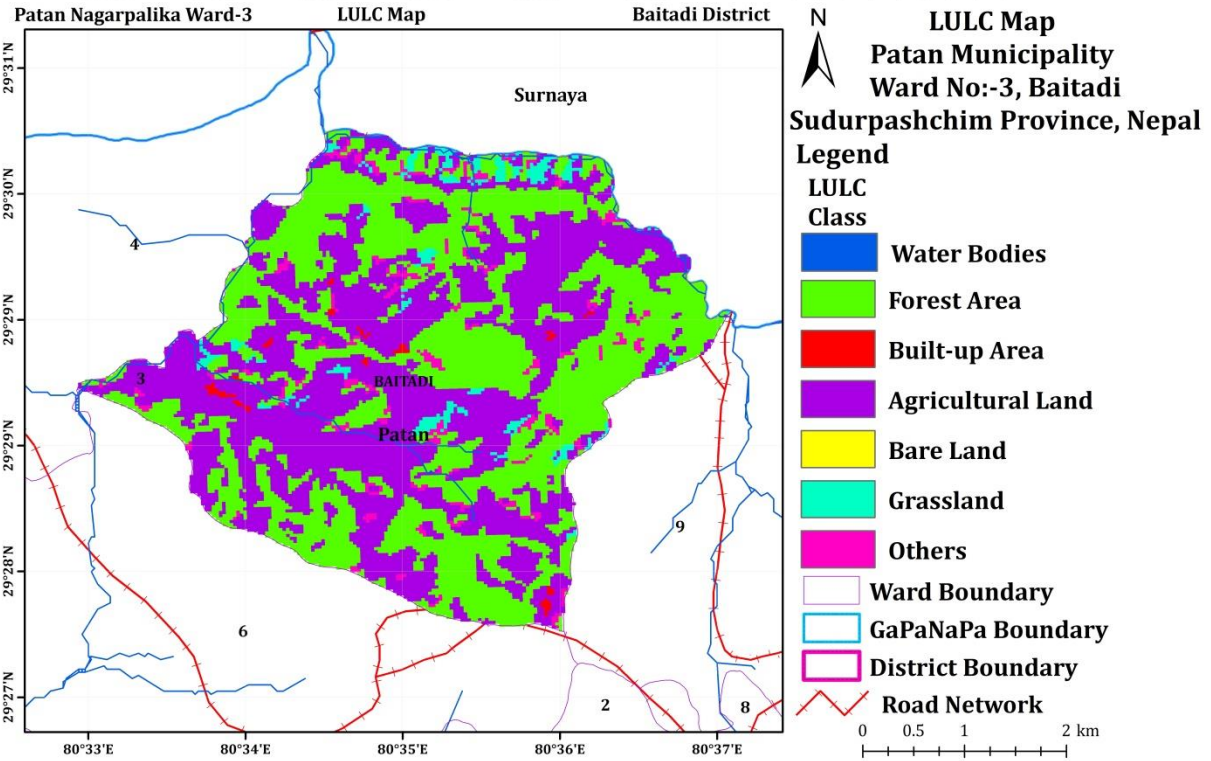 Patan Nagarpalika Ward-3 LULC Map Baitadi District
29°31'N
29°30'N
29°29'N
29°29'N
29°28'N
29°27'N
Surnaya
4
3
BAITADI
Patan
9
6
2
8
80°33'E 80°34'E 80°35'E 80°36'E 80°37'E
N
LULC Map
Patan Municipality
Ward No:-3, Baitadi
Sudurpashchim Province, Nepal
Legend
LULC
Class
Water Bodies
Forest Area
Built-up Area
Agricultural Land
Bare Land
Grassland
Others
Ward Boundary
GaPaNaPa Boundary
District Boundary
Road Network
0 0.5 1 2 km